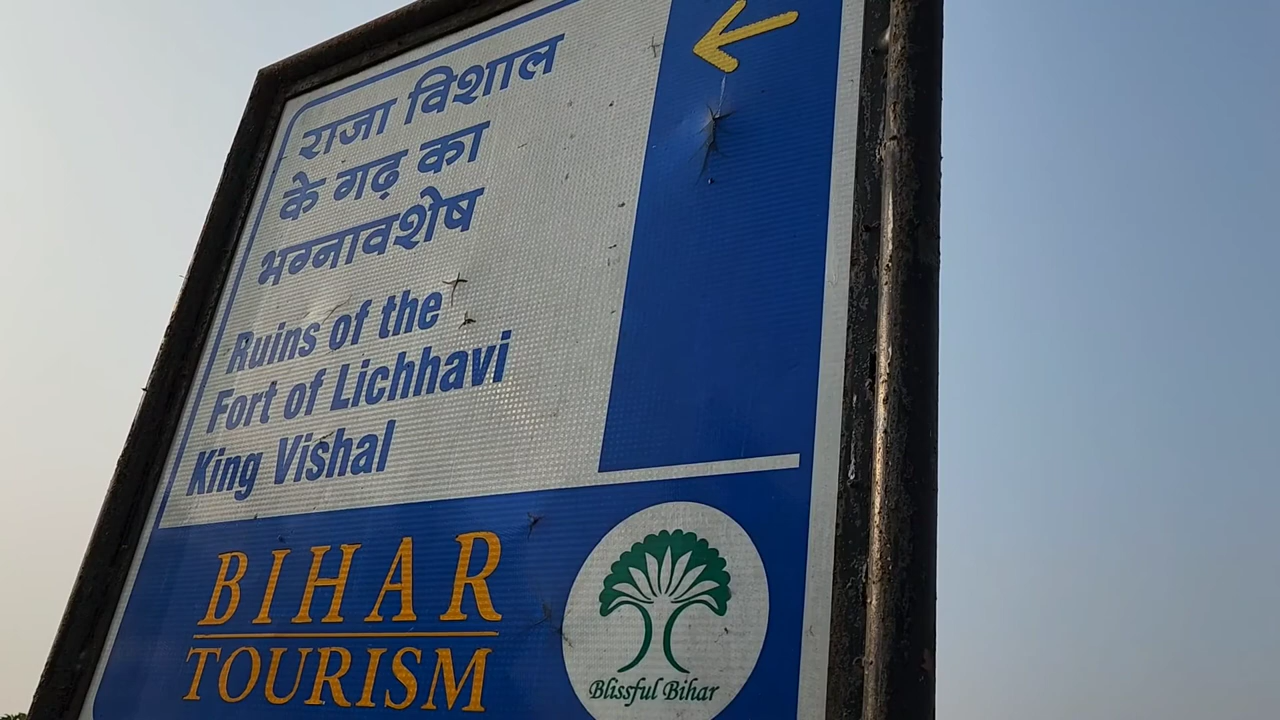 राजा विशाल
के गढ़ का
भग्नावशेष
Ruins of the
Fort of Lichhavi
King Vishal
BIHAR
TOURISM
Blissful Bihar